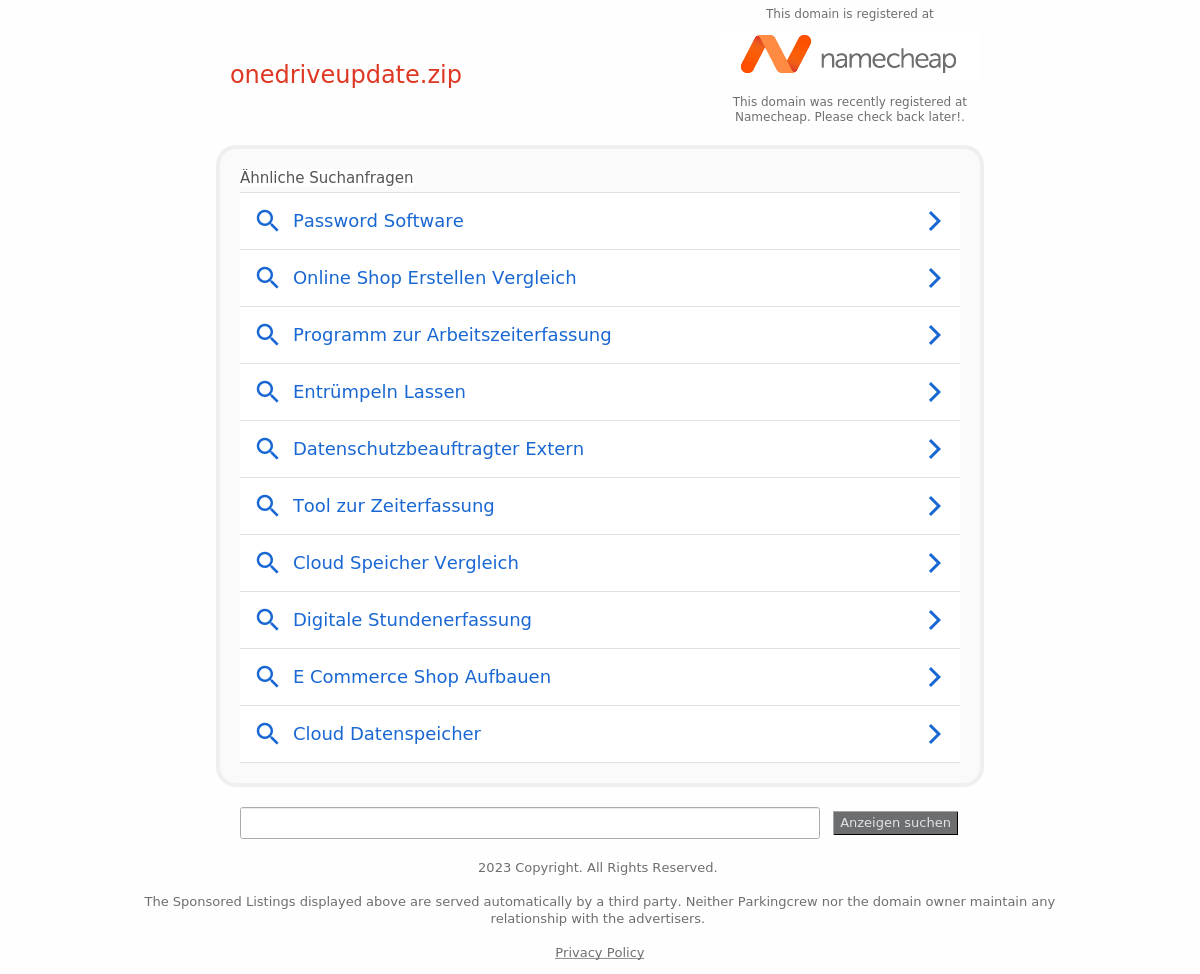 This domain is registered at
namecheap
onedriveupdate.zip
This domain was recently registered at
Namecheap. Please check back later!.
Ähnliche Suchanfragen
Password Software
Online Shop Erstellen Vergleich
Programm zur Arbeitszeiterfassung
Entrümpeln Lassen
Datenschutzbeauftragter Extern
Tool zur Zeiterfassung
Cloud Speicher Vergleich
Digitale Stundenerfassung
E Commerce Shop Aufbauen
Cloud Datenspeicher
Anzeigen suchen
2023 Copyright. All Rights Reserved.
The Sponsored Listings displayed above are served automatically by a third party. Neither Parkingcrew nor the domain owner maintain any
relationship with the advertisers.
Privacy Policy